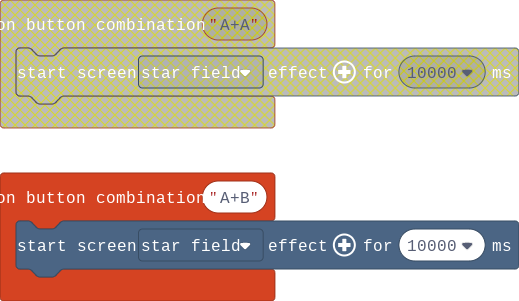 on button combination "A+A"
start screen star field effect for 10000 ms
on button combination "A+B"
start screen star field effect for 10000 ms